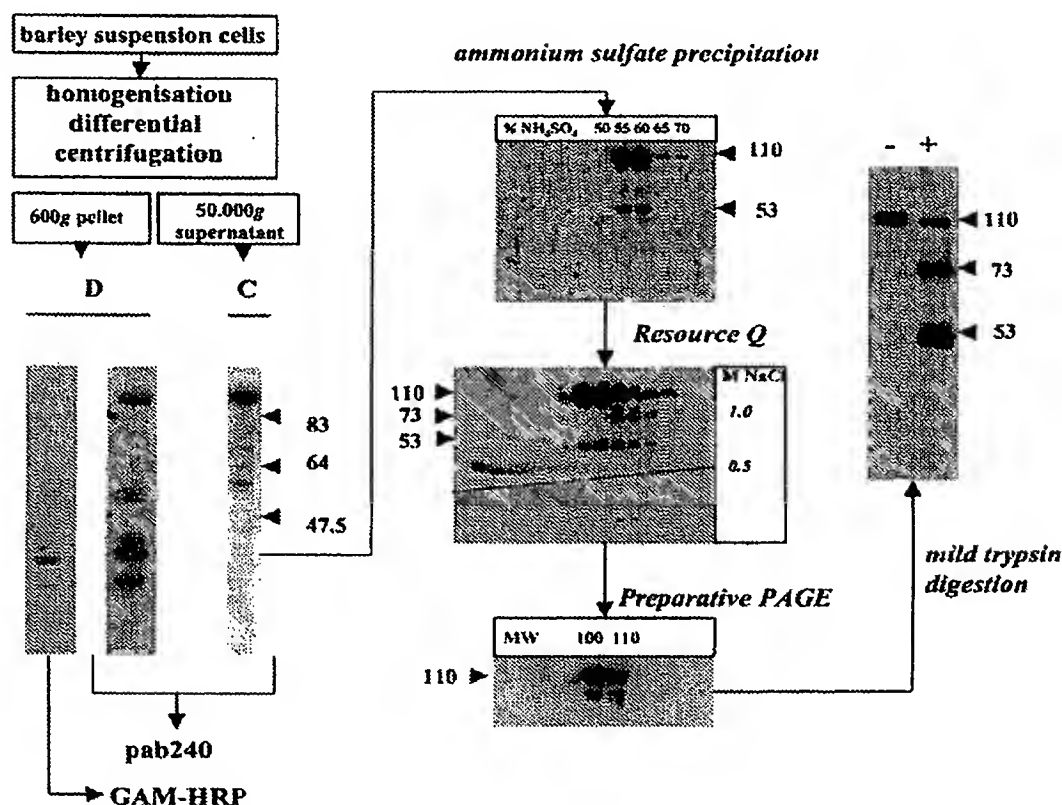 barley suspension cells
homogenisation
differential
centrifugation
600g pellet
50.000g
supernatant
D
C
83
64
47.5
pab240
GAM-HRP
ammonium sulfate precipitation
% NH₄SO₄ 50 55 60 65 70
110
53
Resource Q
M NaCl
110
73
53
1.0
0.5
Preparative PAGE
MW 100 110
110
- +
110
73
53
mild trypsin
digestion